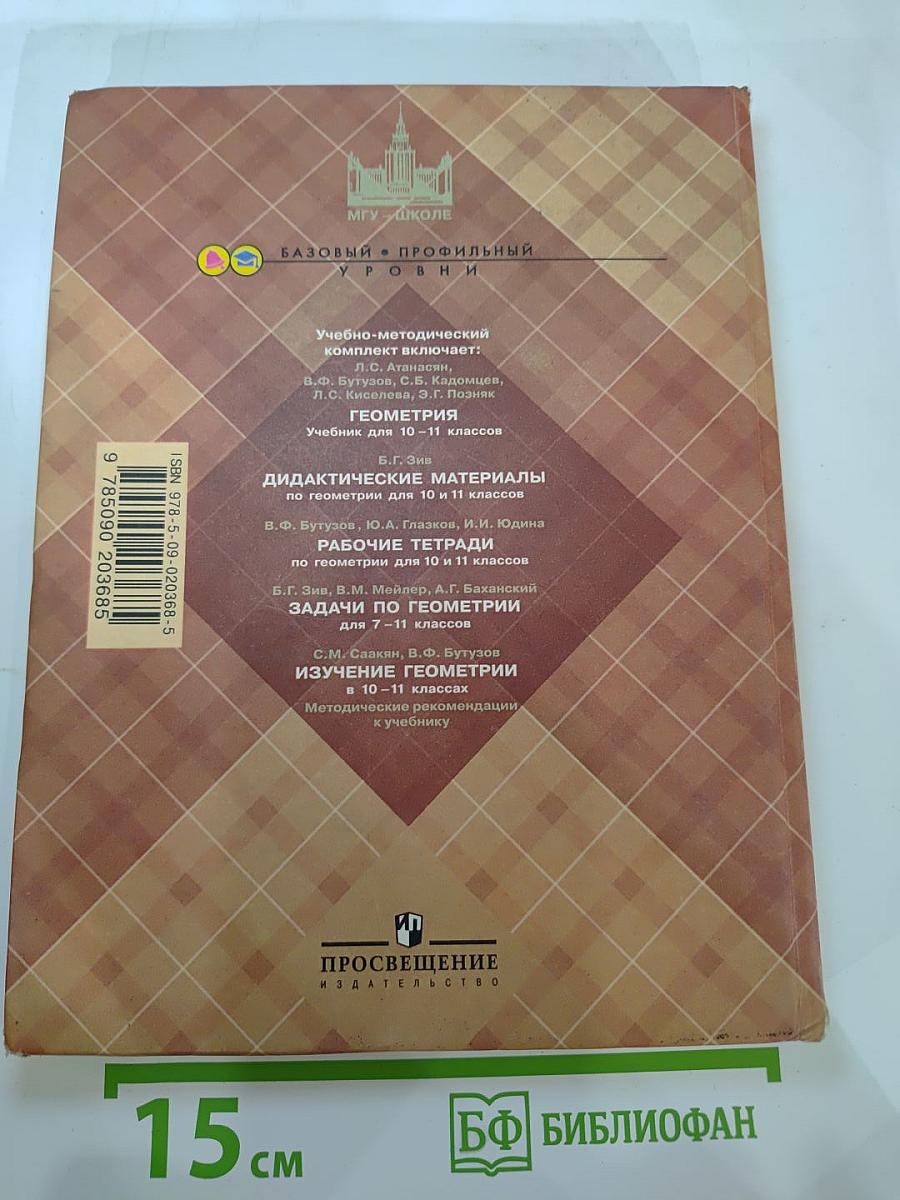 МГУ – ШКОЛЕ
БАЗОВЫЙ • ПРОФИЛЬНЫЙ
УРОВНИ
Учебно-методический
комплект включает:
Л.С. Атанасян,
В.Ф. Бутузов, С.Б. Кадомцев,
Л.С. Киселева, Э.Г. Позняк
ГЕОМЕТРИЯ
Учебник для 10–11 классов
Б.Г. Зив
ДИДАКТИЧЕСКИЕ МАТЕРИАЛЫ
по геометрии для 10 и 11 классов
В.Ф. Бутузов, Ю.А. Глазков, И.И. Юдина
РАБОЧИЕ ТЕТРАДИ
по геометрии для 10 и 11 классов
Б.Г. Зив, В.М. Мейлер, А.Г. Баханский
ЗАДАЧИ ПО ГЕОМЕТРИИ
для 7–11 классов
С.М. Саакян, В.Ф. Бутузов
ИЗУЧЕНИЕ ГЕОМЕТРИИ
в 10–11 классах
Методические рекомендации
к учебнику
ISBN 978-5-09-020368-5
9 785090 203685
ИП
ПРОСВЕЩЕНИЕ
ИЗДАТЕЛЬСТВО
15 см
БФ БИБЛИОФАН